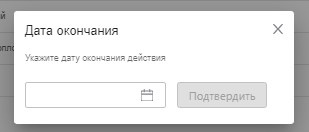 й
Дата окончания
Укажите дату окончания действия
Подтвердить